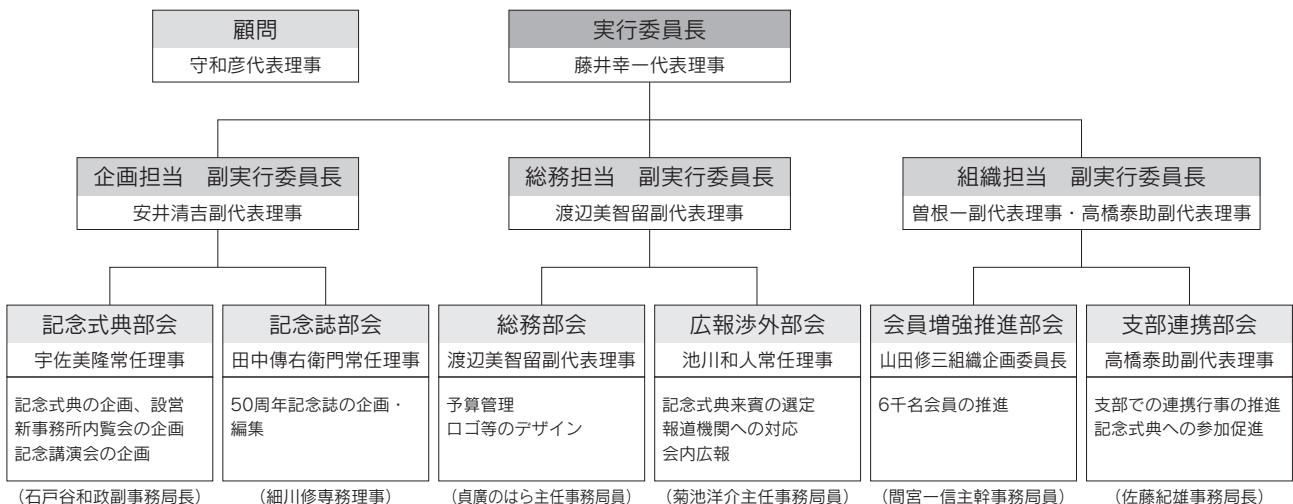 顧問
守和彦代表理事
実行委員長
藤井幸一代表理事
企画担当　副実行委員長
安井清吉副代表理事
総務担当　副実行委員長
渡辺美智留副代表理事
組織担当　副実行委員長
曽根一副代表理事・高橋泰助副代表理事
記念式典部会
宇佐美隆常任理事
記念式典の企画、設営
新事務所内覧会の企画
記念講演会の企画
（石戸谷和政副事務局長）
記念誌部会
田中傳右衛門常任理事
50周年記念誌の企画・
編集
（細川修専務理事）
総務部会
渡辺美智留副代表理事
予算管理
ロゴ等のデザイン
（貞廣のはら主任事務局員）
広報渉外部会
池川和人常任理事
記念式典来賓の選定
報道機関への対応
会内広報
（菊池洋介主任事務局員）
会員増強推進部会
山田修三組織企画委員長
6千名会員の推進
（間宮一信主幹事務局員）
支部連携部会
高橋泰助副代表理事
支部での連携行事の推進
記念式典への参加促進
（佐藤紀雄事務局長）